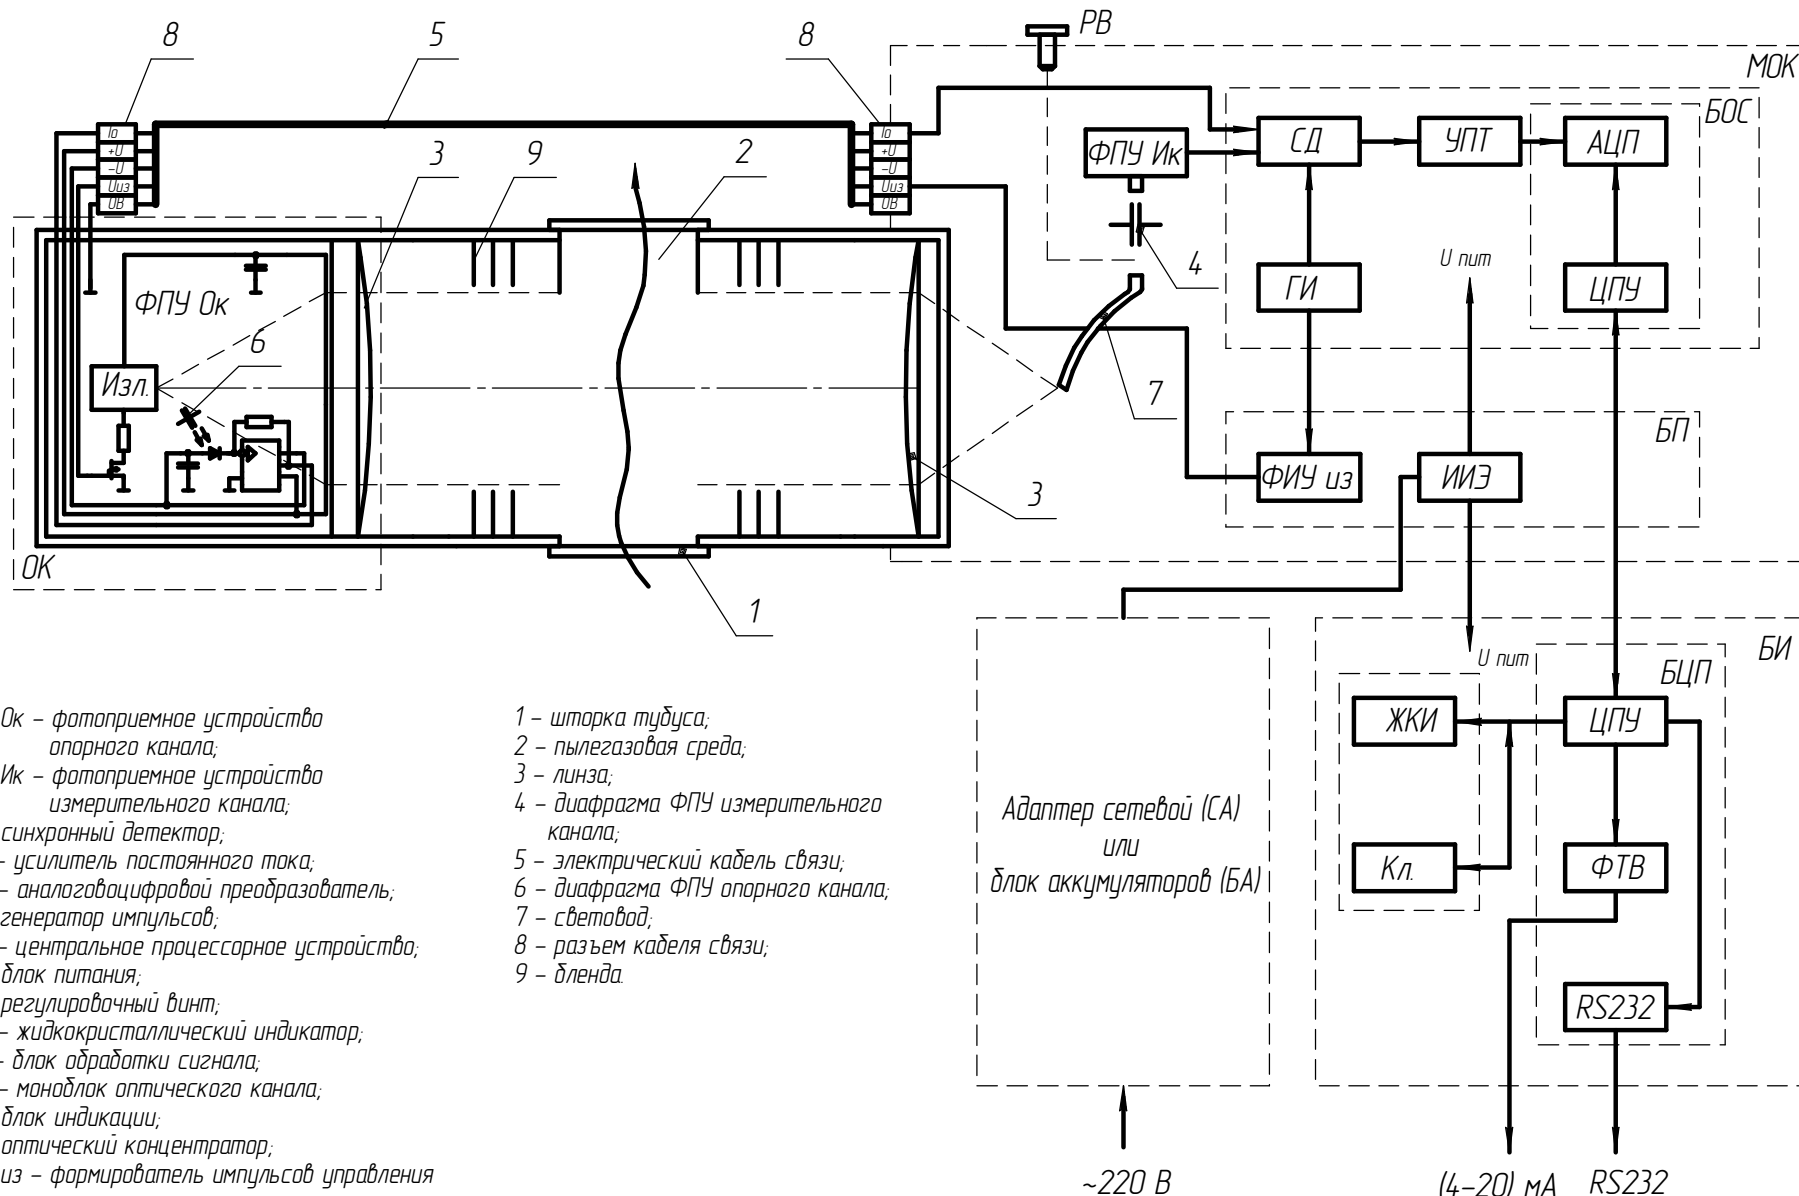 8
5
8
РВ
МОК
Iо
+U
-U
Uиз
0В
Iо
+U
-U
Uиз
0В
3
9
2
ФПУ Ик
СД
УПТ
АЦП
БОС
4
U пит
ГИ
ЦПУ
ФПУ Ок
6
Изл.
7
БП
ФИУ из
ИИЭ
3
ОК
1
U пит
БИ
БЦП
ЖКИ
ЦПУ
Кл.
ФТВ
RS232
Адаптер сетевой (СА)
или
блок аккумуляторов (БА)
~220 В
(4-20) мА
RS232
Ок – фотоприемное устройство
опорного канала;
Ик – фотоприемное устройство
измерительного канала;
синхронный детектор;
– усилитель постоянного тока;
– аналоговоцифровой преобразователь;
генератор импульсов;
– центральное процессорное устройство;
блок питания;
регулировочный винт;
– жидкокристаллический индикатор;
– блок обработки сигнала;
– моноблок оптического канала;
блок индикации;
оптический концентратор;
из – формирователь импульсов управления
1 – шторка тубуса;
2 – пылегазовая среда;
3 – линза;
4 – диафрагма ФПУ измерительного
канала;
5 – электрический кабель связи;
6 – диафрагма ФПУ опорного канала;
7 – световод;
8 – разъем кабеля связи;
9 – бленда.